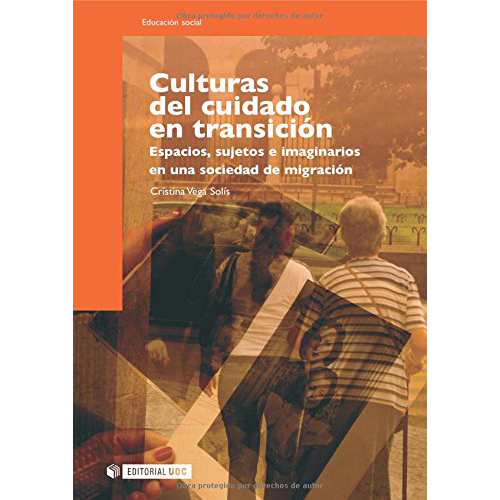 Obra protegida por derechos de autor
Educación social
Culturas
del cuidado
en transición
Espacios, sujetos e imaginarios
en una sociedad de migración
Cristina Vega Solís
EDITORIAL UOC
Obra protegida por derechos de autor